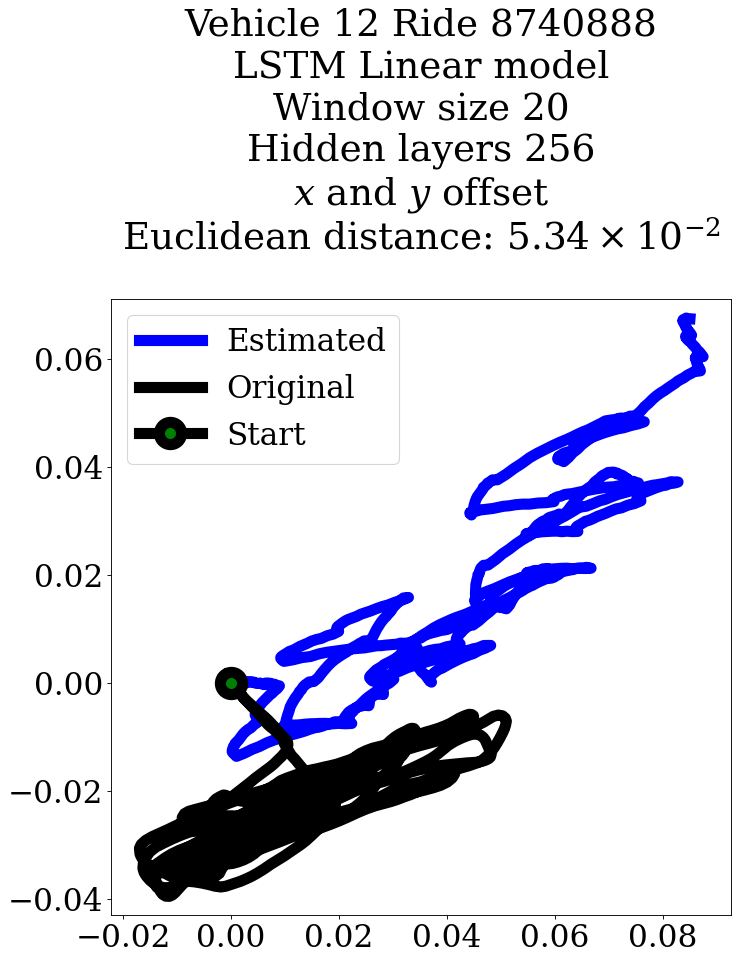 Vehicle 12 Ride 8740888
LSTM Linear model
Window size 20
Hidden layers 256
x and y offset
Euclidean distance: 5.34 × 10⁻²
Estimated
Original
Start
0.06
0.04
0.02
0.00
−0.02
−0.04
−0.02 0.00 0.02 0.04 0.06 0.08